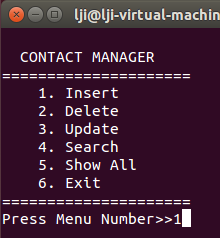 lji@lji-virtual-machin
CONTACT MANAGER
=====================
1. Insert
2. Delete
3. Update
4. Search
5. Show All
6. Exit
=====================
Press Menu Number>>1